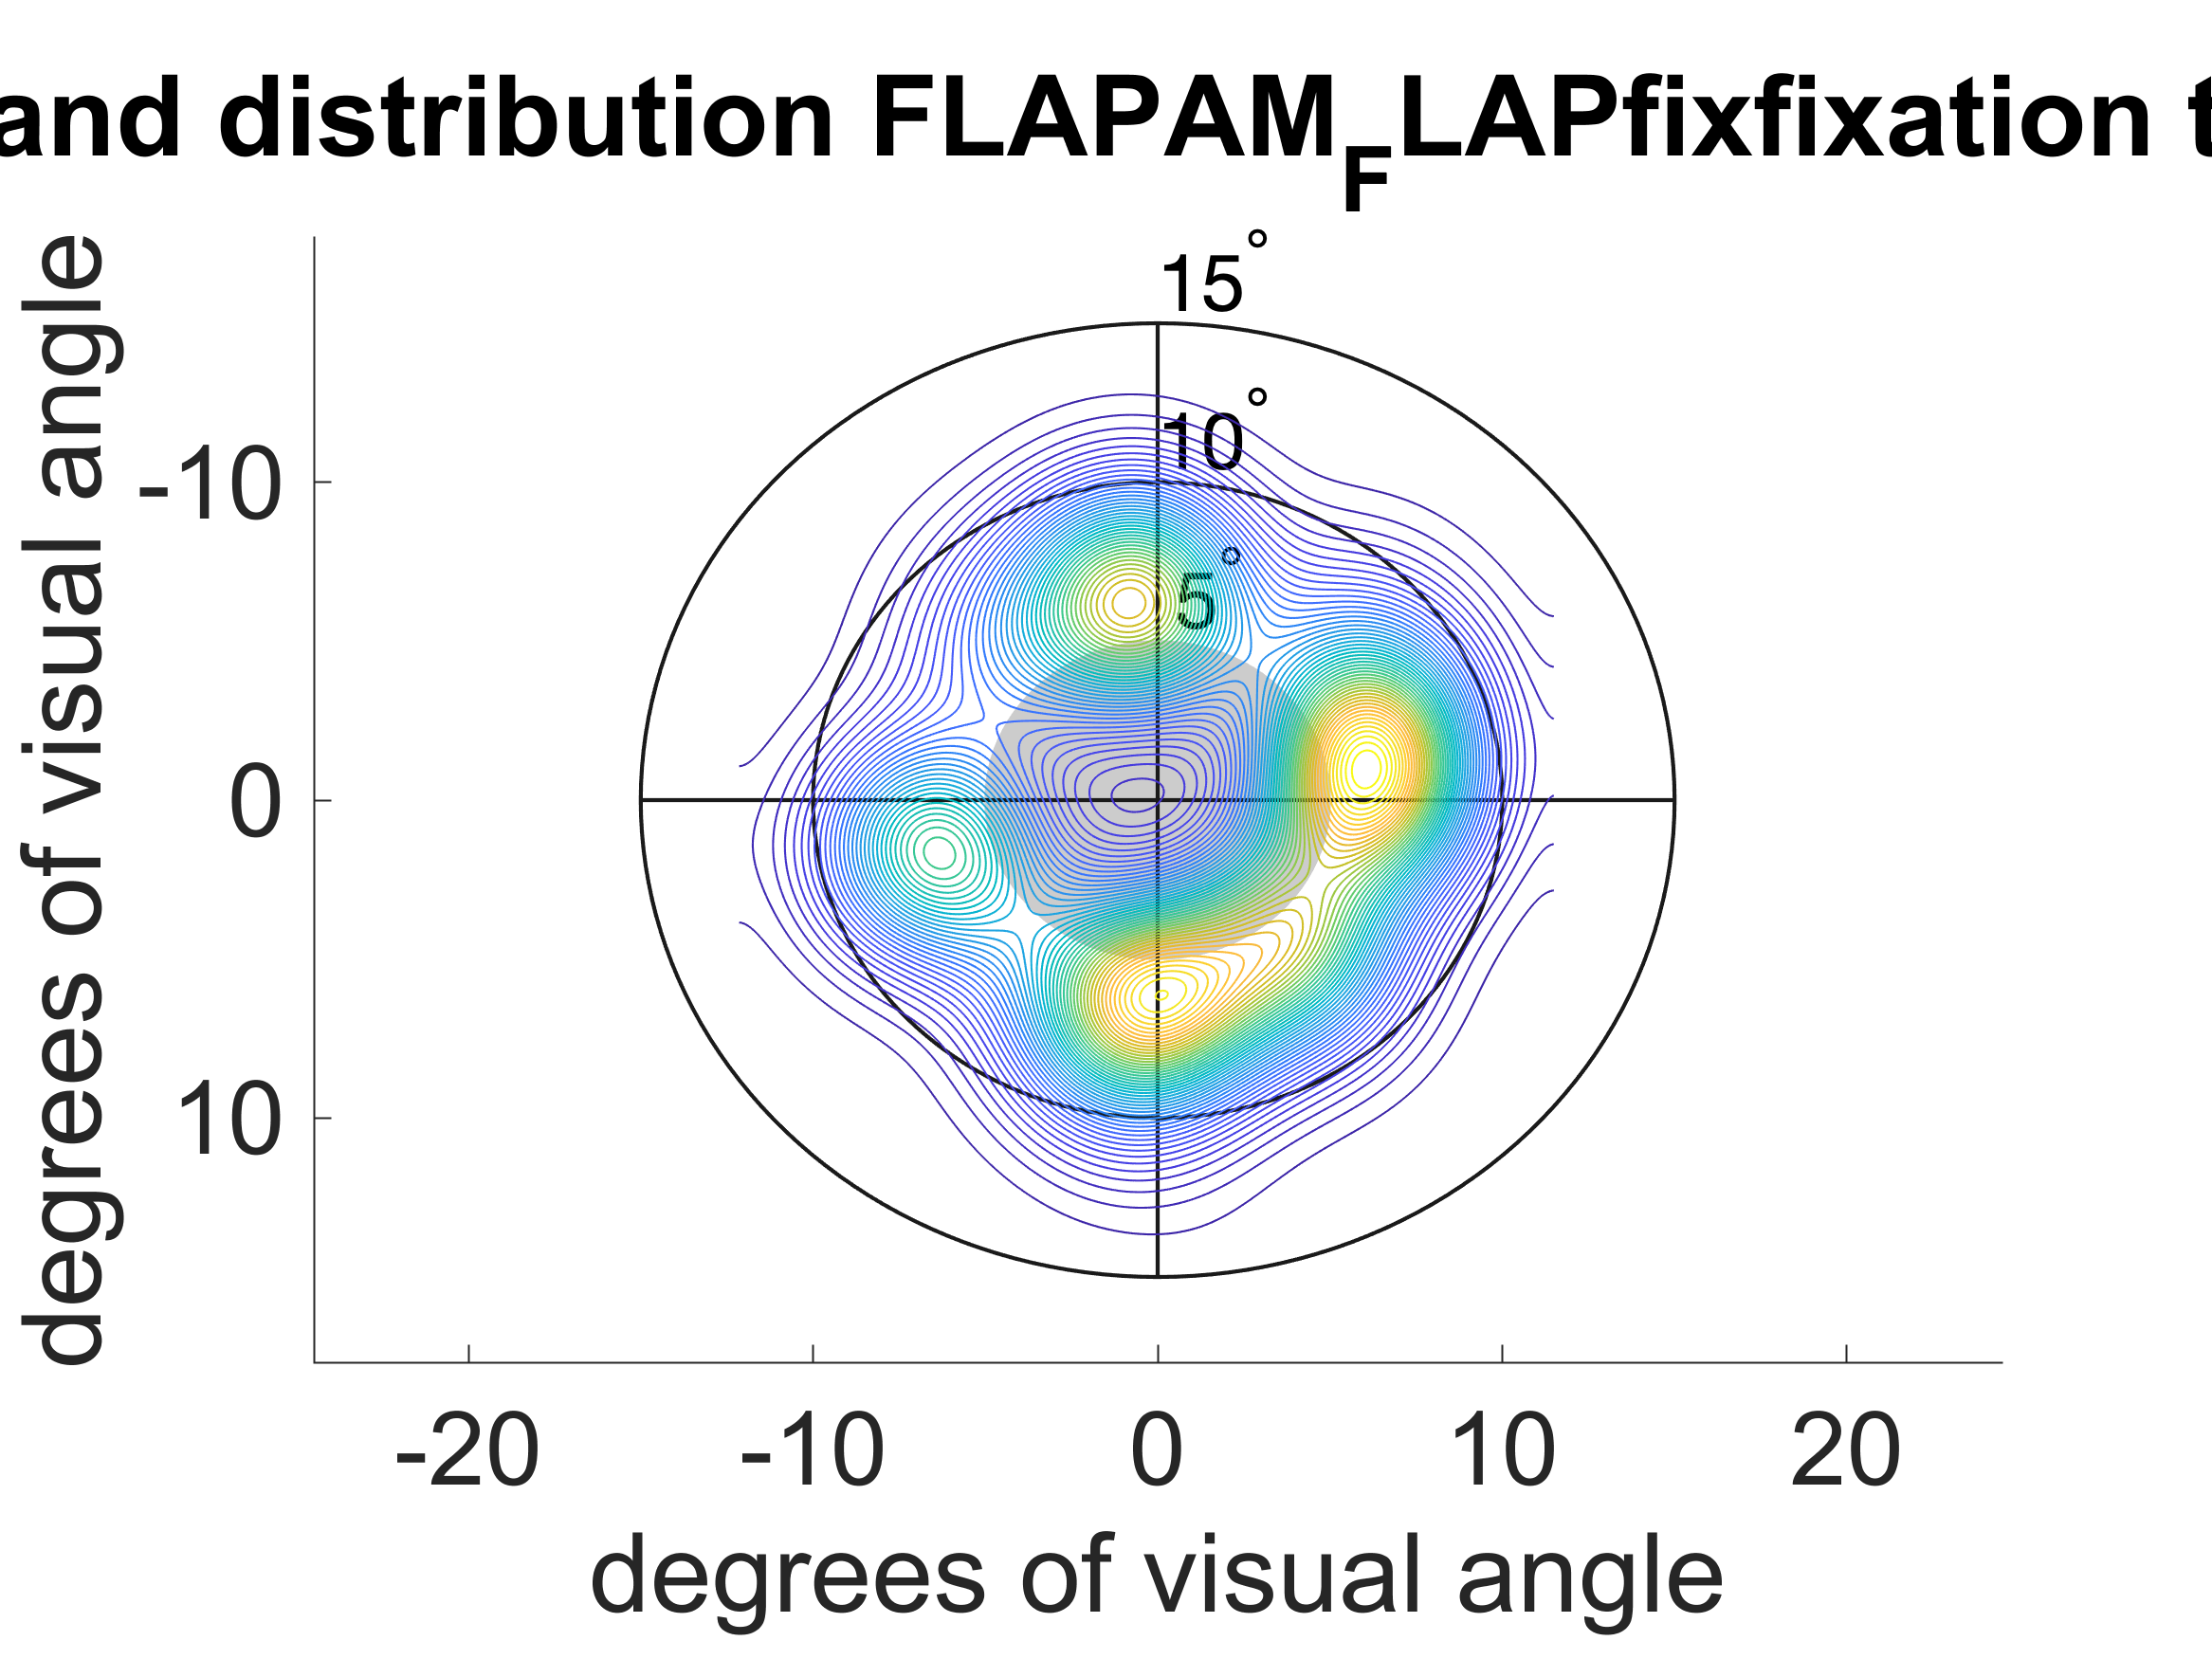 and distribution FLAPAM_FLAPfixfixation t
15°
10°
5°
-10
0
10
degrees of visual angle
-20 -10 0 10 20
degrees of visual angle